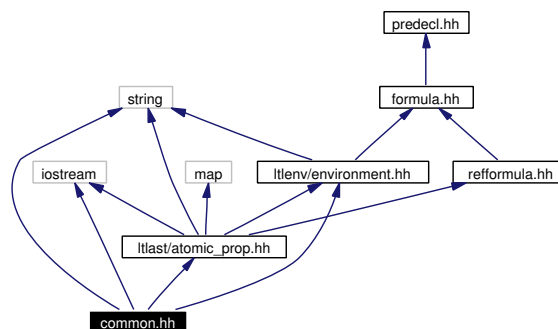 predecl.hh
string
formula.hh
iostream
map
ltlenv/environment.hh
refformula.hh
ltlast/atomic_prop.hh
common.hh